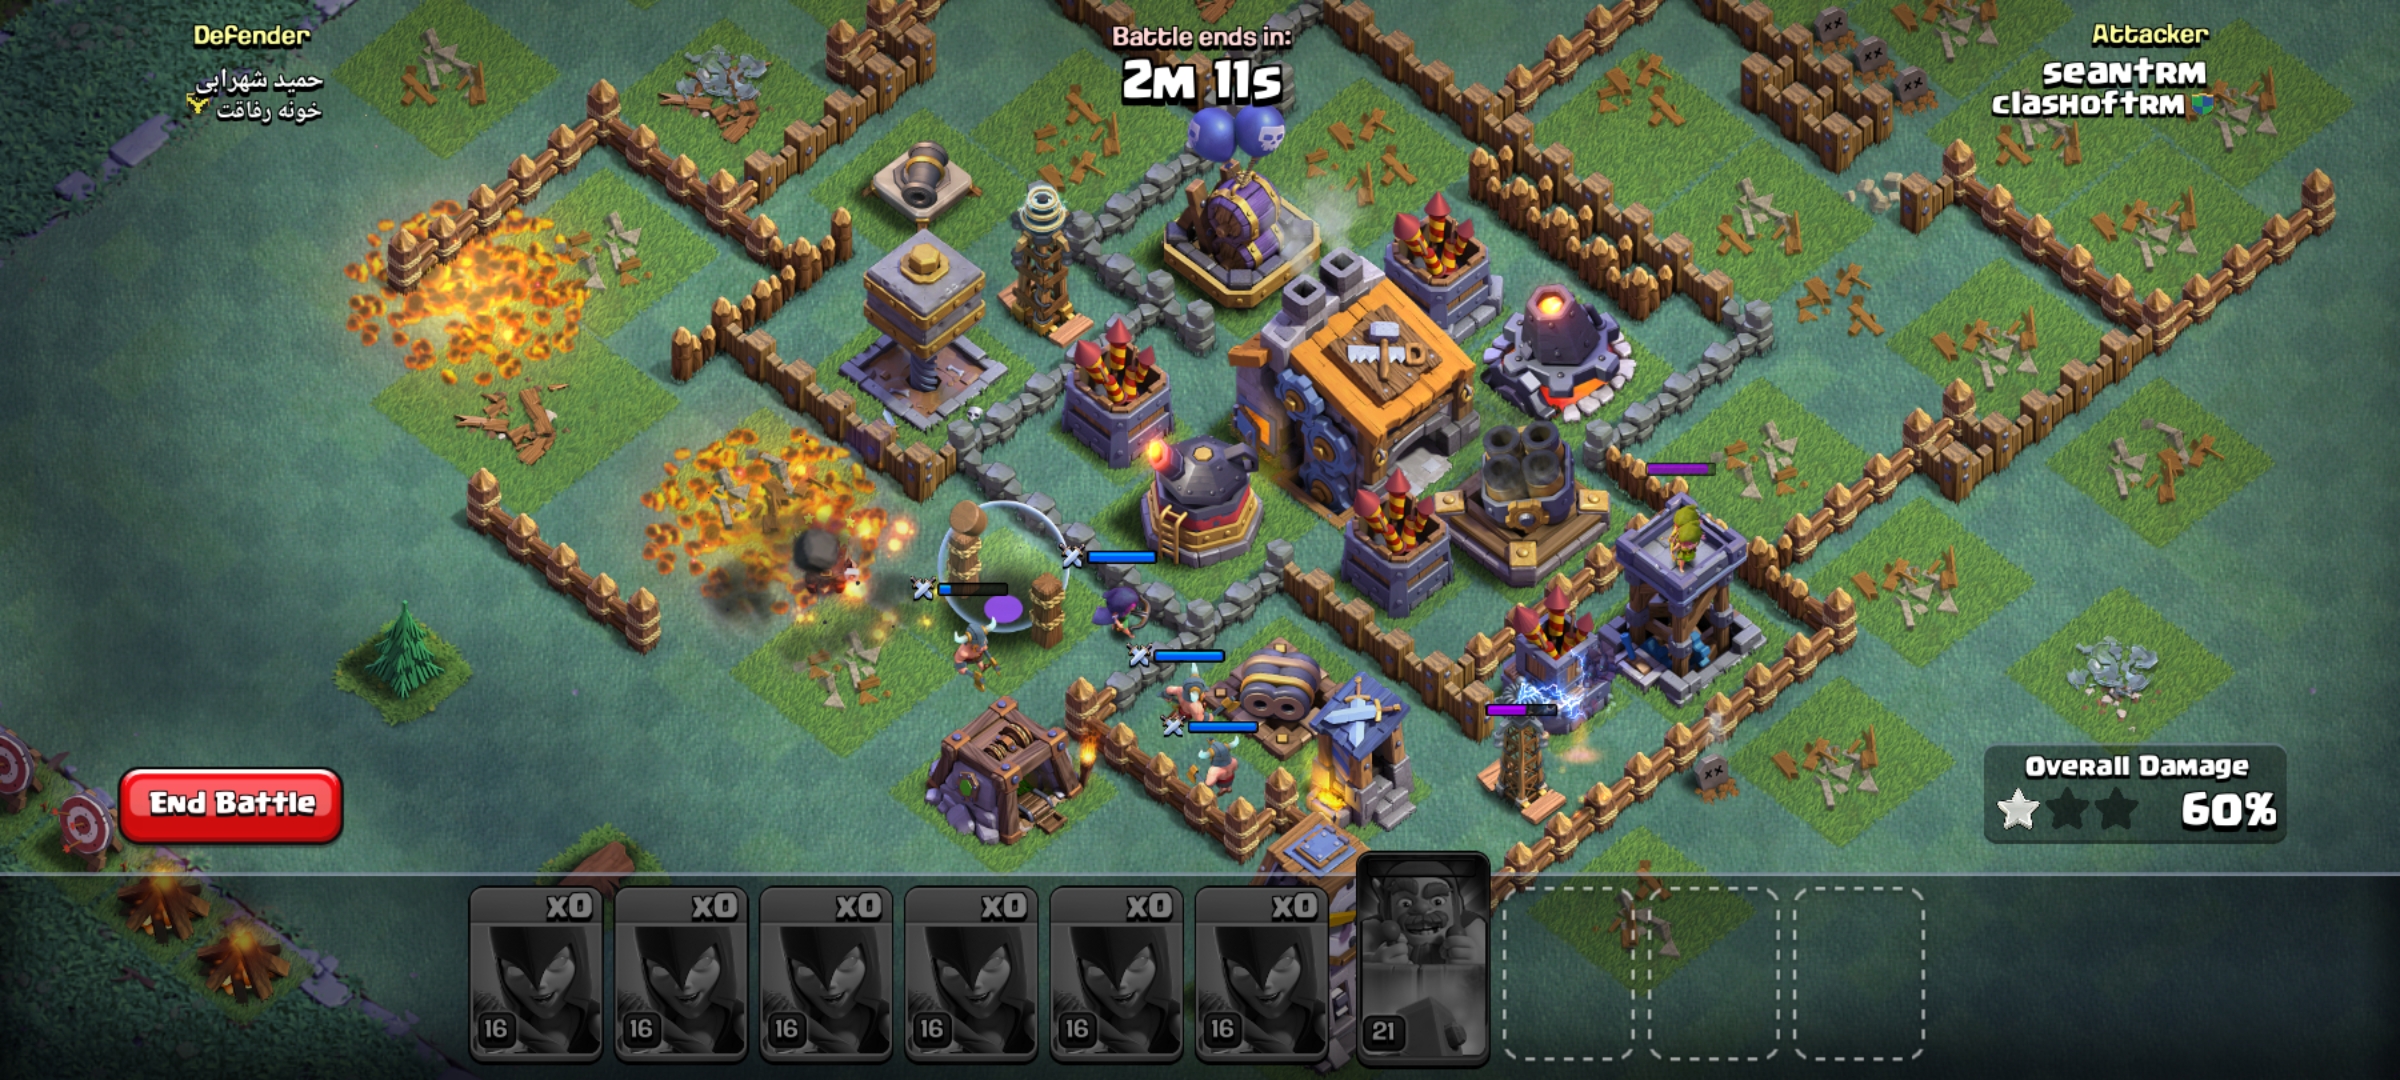 Defender
حمید شهرابی
خونه رفاقت
Battle ends in:
2M 11S
Attacker
seantRM
clashoftRM
End Battle
Overall Damage
60%
x0
x0
x0
x0
x0
x0
16
16
16
16
16
16
21